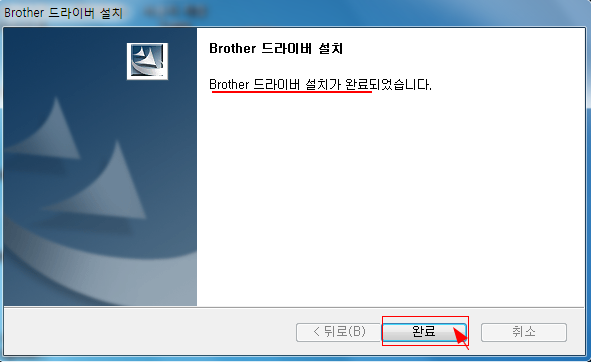 Brother 드라이버 설치
Brother 드라이버 설치
Brother 드라이버 설치가 완료되었습니다.
< 뒤로(B)
완료
취소